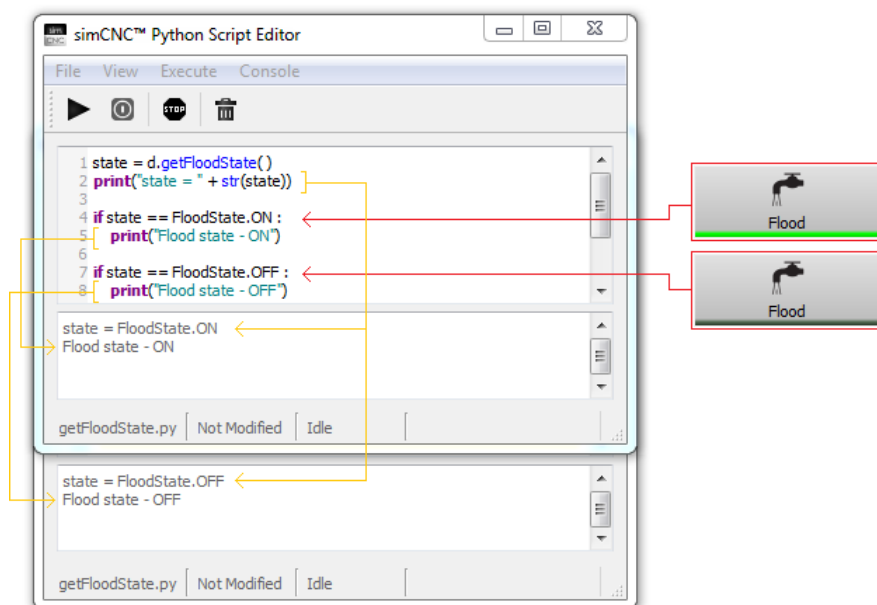 sim CNC simCNC™ Python Script Editor
File View Execute Console
STOP
1 state = d.getFloodState( )
2 print("state = " + str(state))
3
4 if state == FloodState.ON :
5 print("Flood state - ON")
6
7 if state == FloodState.OFF :
8 print("Flood state - OFF")
Flood
Flood
state = FloodState.ON
Flood state - ON
getFloodState.py Not Modified Idle
state = FloodState.OFF
Flood state - OFF
getFloodState.py Not Modified Idle